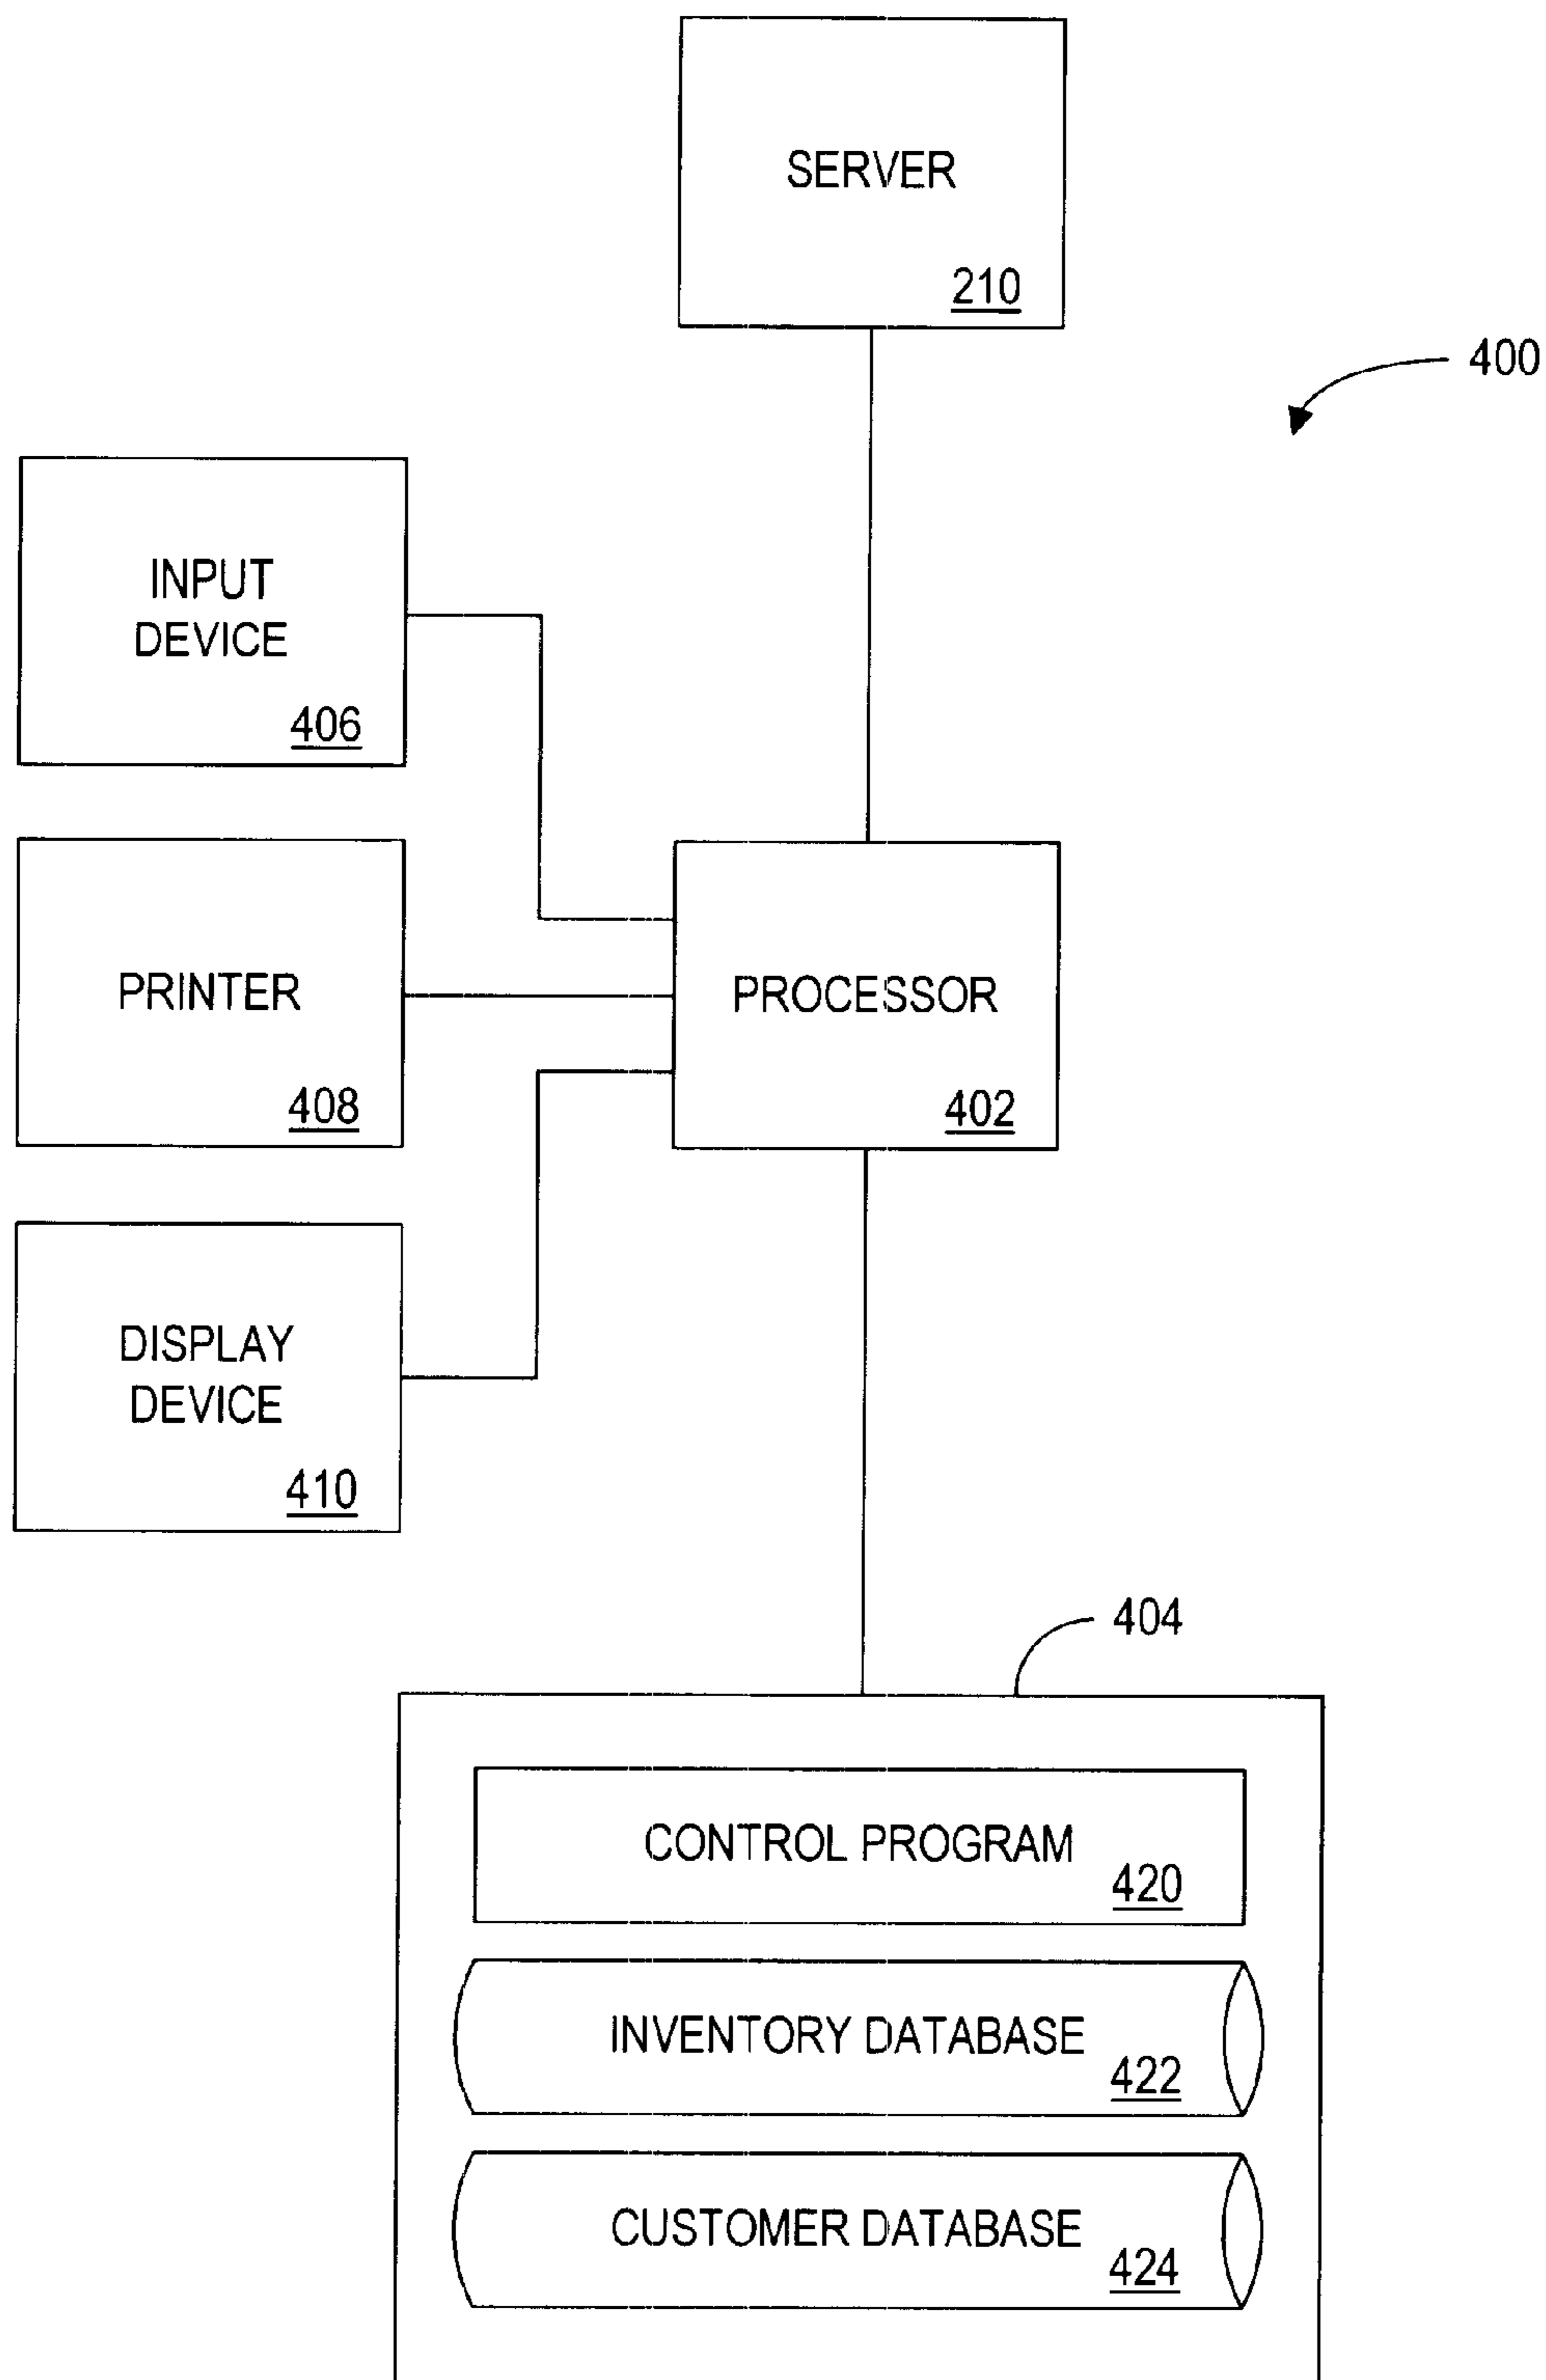 SERVER
210
400
INPUT
DEVICE
406
PRINTER
408
PROCESSOR
402
DISPLAY
DEVICE
410
404
CONTROL PROGRAM
420
INVENTORY DATABASE
422
CUSTOMER DATABASE
424